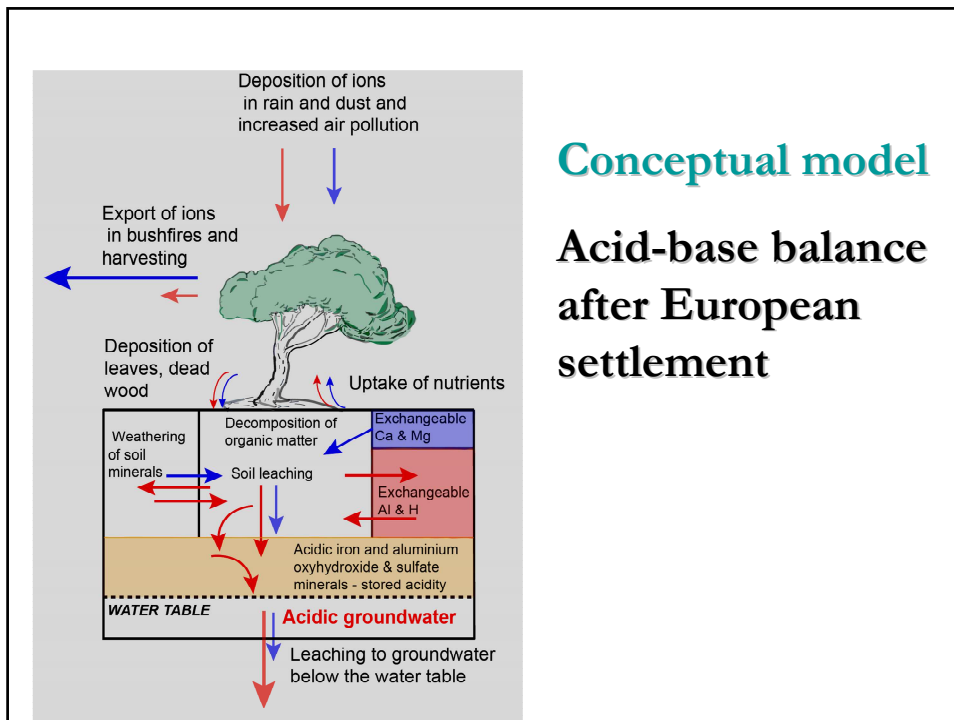 Deposition of ions
in rain and dust and
increased air pollution
Conceptual model
Acid-base balance
after European
settlement
Export of ions
in bushfires and
harvesting
Deposition of
leaves, dead
wood
Uptake of nutrients
Weathering
of soil
minerals
Decomposition of
organic matter
Soil leaching
Exchangeable
Ca & Mg
Exchangeable
Al & H
Acidic iron and aluminium
oxyhydroxide & sulfate
minerals - stored acidity
WATER TABLE
Acidic groundwater
Leaching to groundwater
below the water table